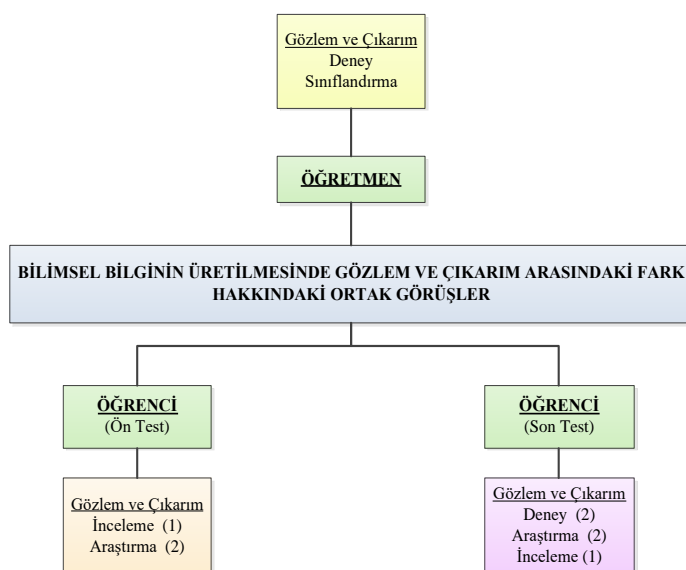 Gözlem ve Çıkarım
Deney
Sınıflandırma
ÖĞRETMEN
BİLİMSEL BİLGİNİN ÜRETİLMESİNDE GÖZLEM VE ÇIKARIM ARASINDAKİ FARK
HAKKINDAKİ ORTAK GÖRÜŞLER
ÖĞRENCİ
(Ön Test)
Gözlem ve Çıkarım
İnceleme (1)
Araştırma (2)
ÖĞRENCİ
(Son Test)
Gözlem ve Çıkarım
Deney (2)
Araştırma (2)
İnceleme (1)